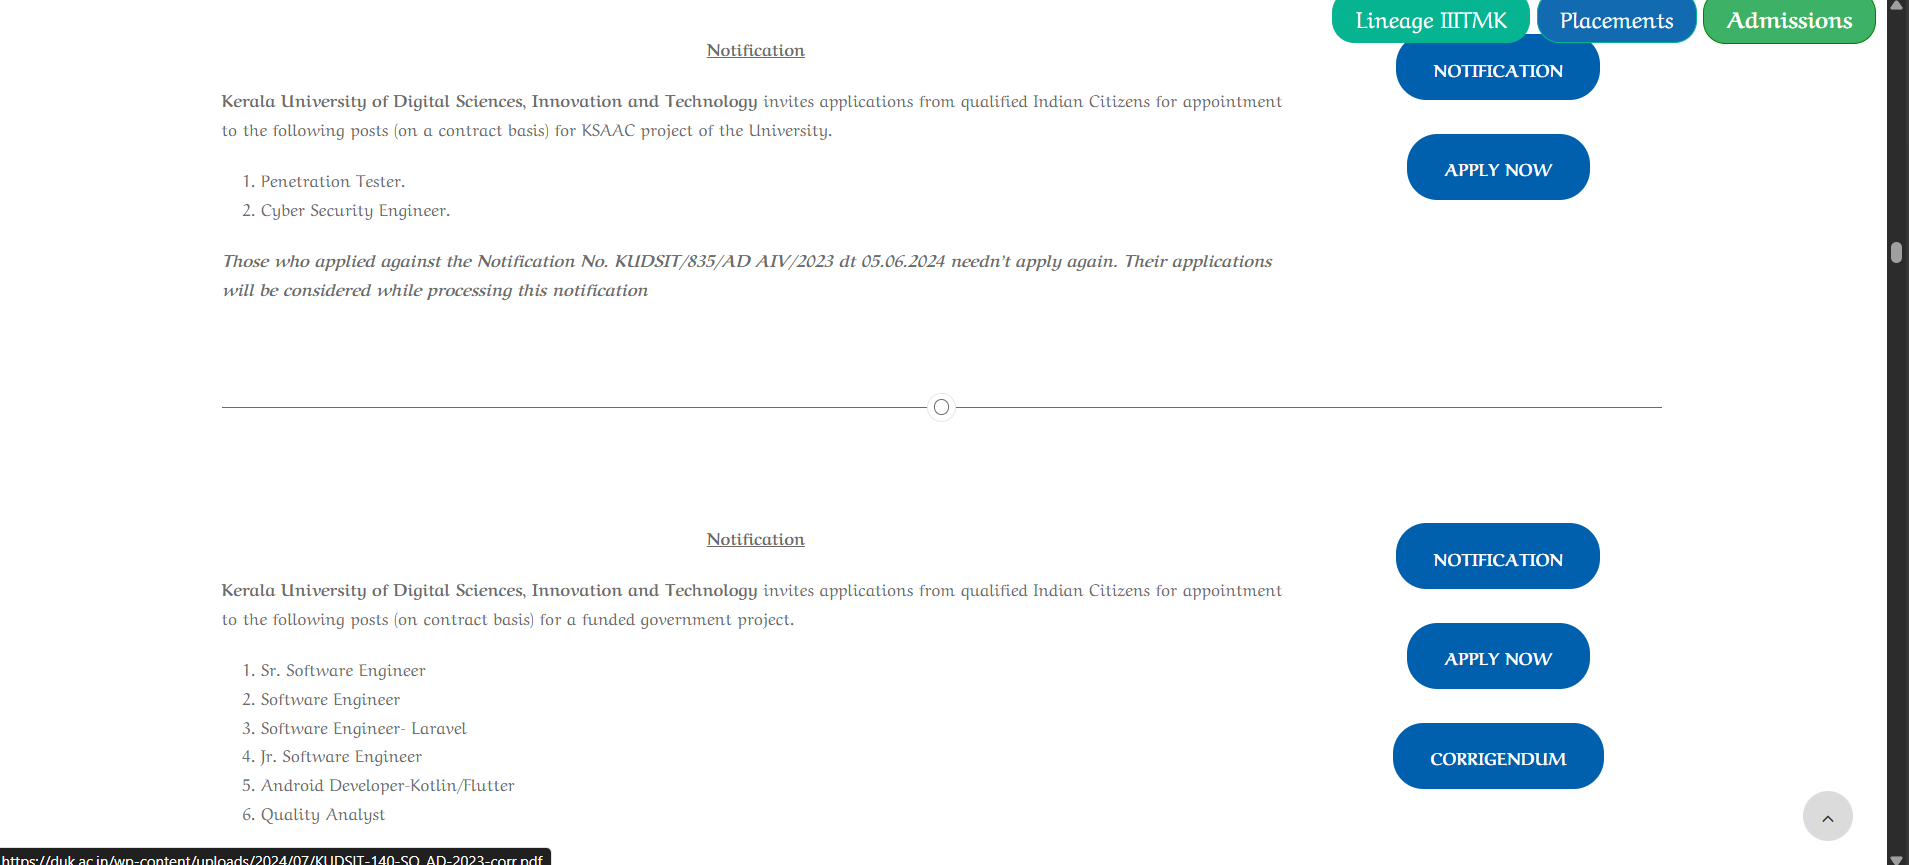 Lineage IIITMK
Placements
Admissions
Notification
Kerala University of Digital Sciences, Innovation and Technology invites applications from qualified Indian Citizens for appointment
to the following posts (on a contract basis) for KSAAC project of the University.
1. Penetration Tester.
2. Cyber Security Engineer.
Those who applied against the Notification No. KUDSIT/835/AD AIV/2023 dt 05.06.2024 needn't apply again. Their applications
will be considered while processing this notification
NOTIFICATION
APPLY NOW
Notification
Kerala University of Digital Sciences, Innovation and Technology invites applications from qualified Indian Citizens for appointment
to the following posts (on contract basis) for a funded government project.
1. Sr. Software Engineer
2. Software Engineer
3. Software Engineer- Laravel
4. Jr. Software Engineer
5. Android Developer-Kotlin/Flutter
6. Quality Analyst
NOTIFICATION
APPLY NOW
CORRIGENDUM
https://duk.ac.in/wp-content/uploads/2024/07/KUDSIT-140-SO_AD-2023-corr.pdf